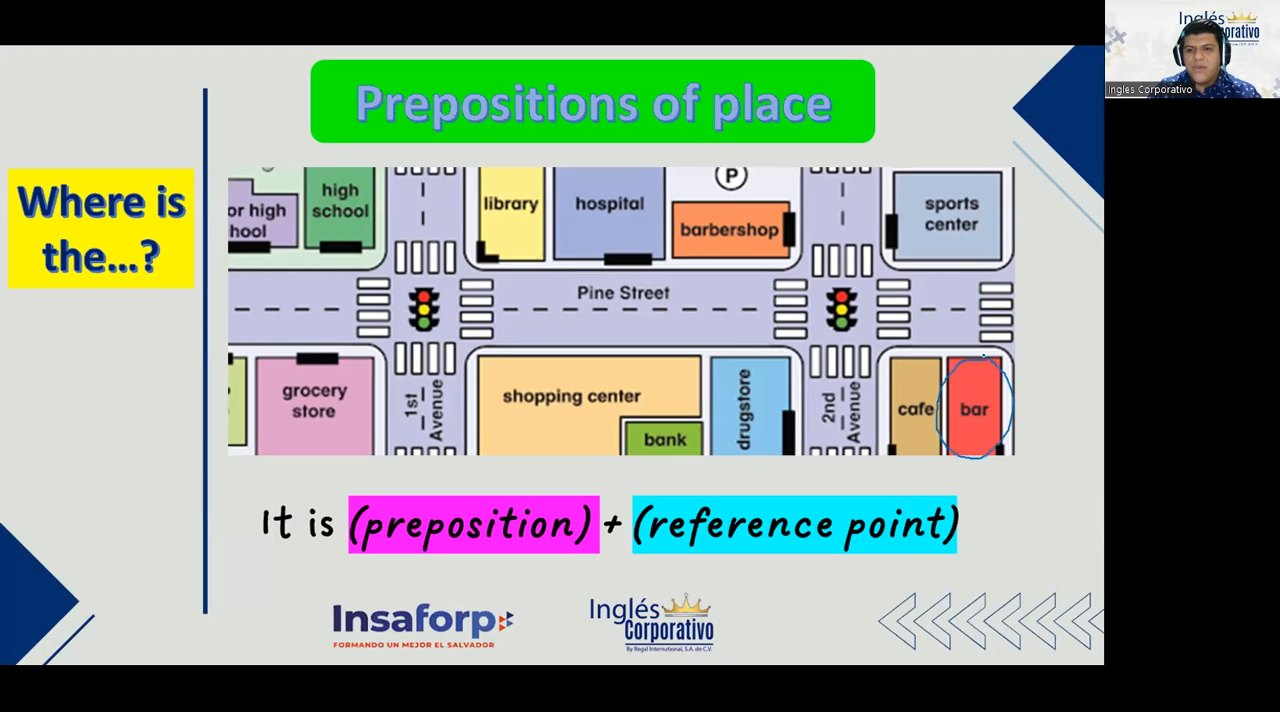 Prepositions of place
Where is
the...?
high
school
or high
hool
library
hospital
P
barbershop
sports
center
Pine Street
grocery
store
1st
Avenue
shopping center
bank
drugstore
2nd
Avenue
cafe
bar
It is (preposition) + (reference point)
Insaforp
FORMANDO UN MEJOR EL SALVADOR
Inglés
Corporativo
By Regal International, S.A. de C.V.
Inglés
porativo
Ingles Corporativo